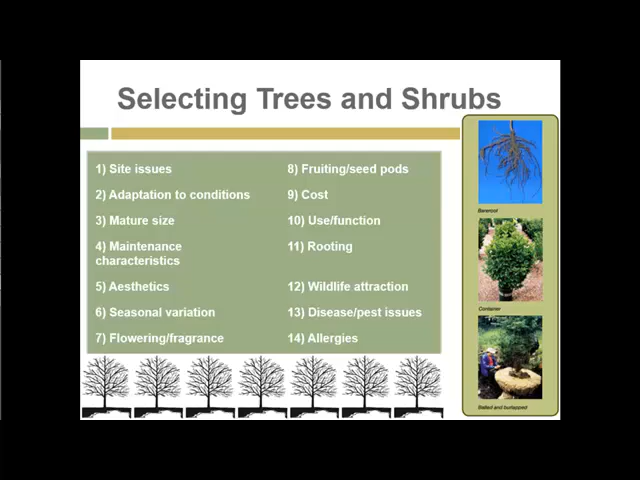 Selecting Trees and Shrubs
1) Site issues
2) Adaptation to conditions
3) Mature size
4) Maintenance
characteristics
5) Aesthetics
6) Seasonal variation
7) Flowering/fragrance
8) Fruiting/seed pods
9) Cost
10) Use/function
11) Rooting
12) Wildlife attraction
13) Disease/pest issues
14) Allergies
Bareroot
Container
Balled and burlapped